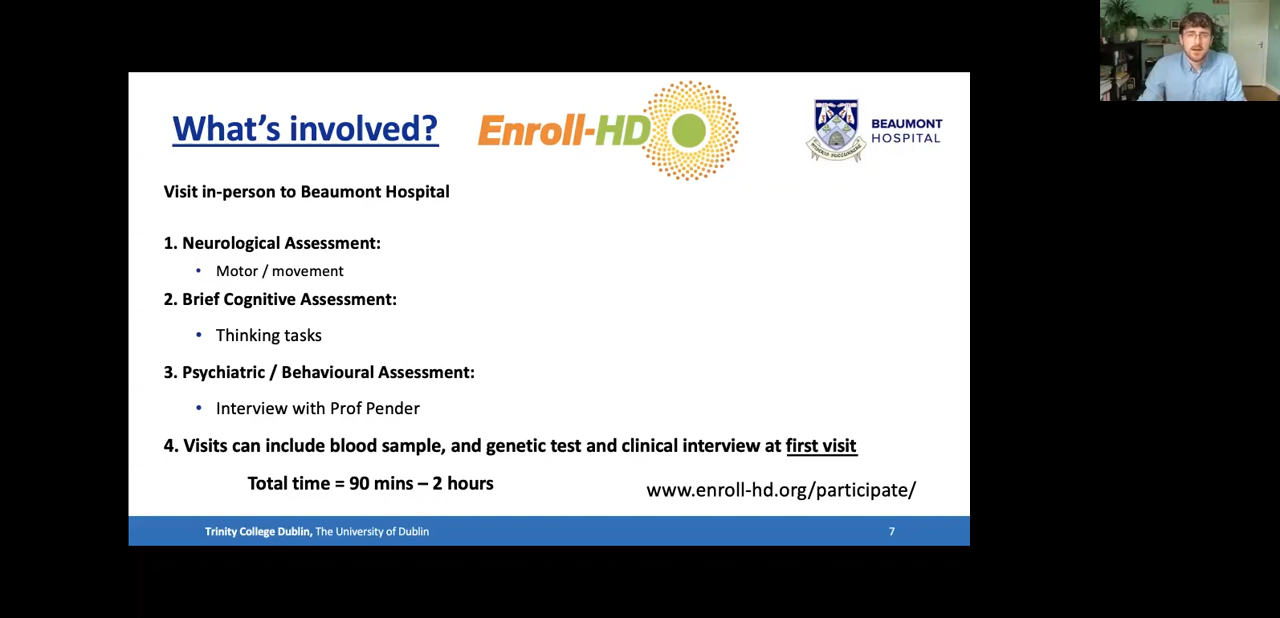 What's involved?
Enroll-HD
BEAUMONT
HOSPITAL
Visit in-person to Beaumont Hospital
1. Neurological Assessment:
• Motor / movement
2. Brief Cognitive Assessment:
• Thinking tasks
3. Psychiatric / Behavioural Assessment:
• Interview with Prof Pender
4. Visits can include blood sample, and genetic test and clinical interview at first visit
Total time = 90 mins – 2 hours
www.enroll-hd.org/participate/
Trinity College Dublin, The University of Dublin
7